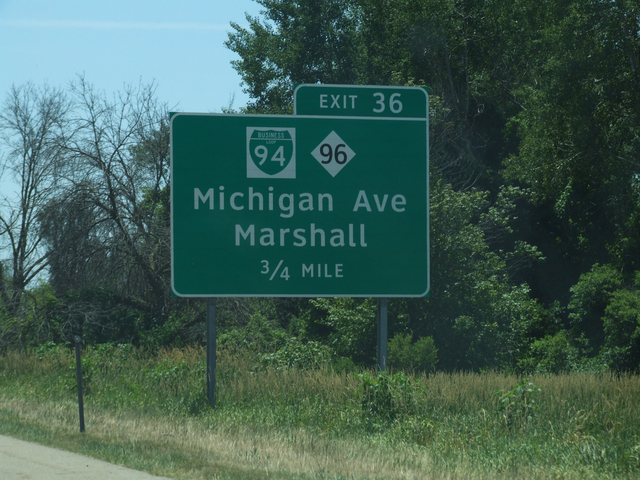 EXIT 36
BUSINESS
LOOP
94
96
Michigan Ave
Marshall
3/4 MILE